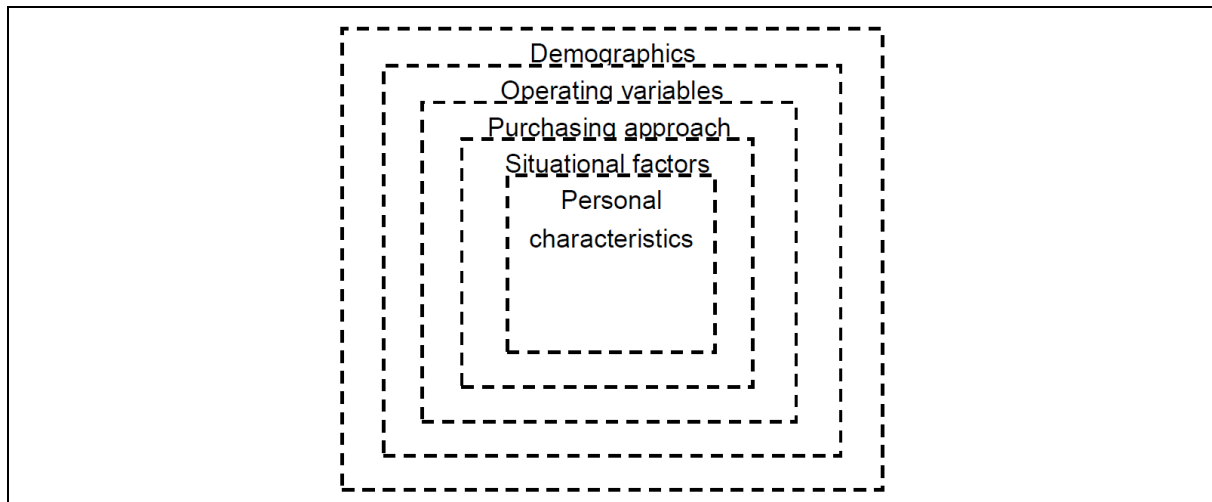 Demographics
Operating variables
Purchasing approach
Situational factors
Personal
characteristics